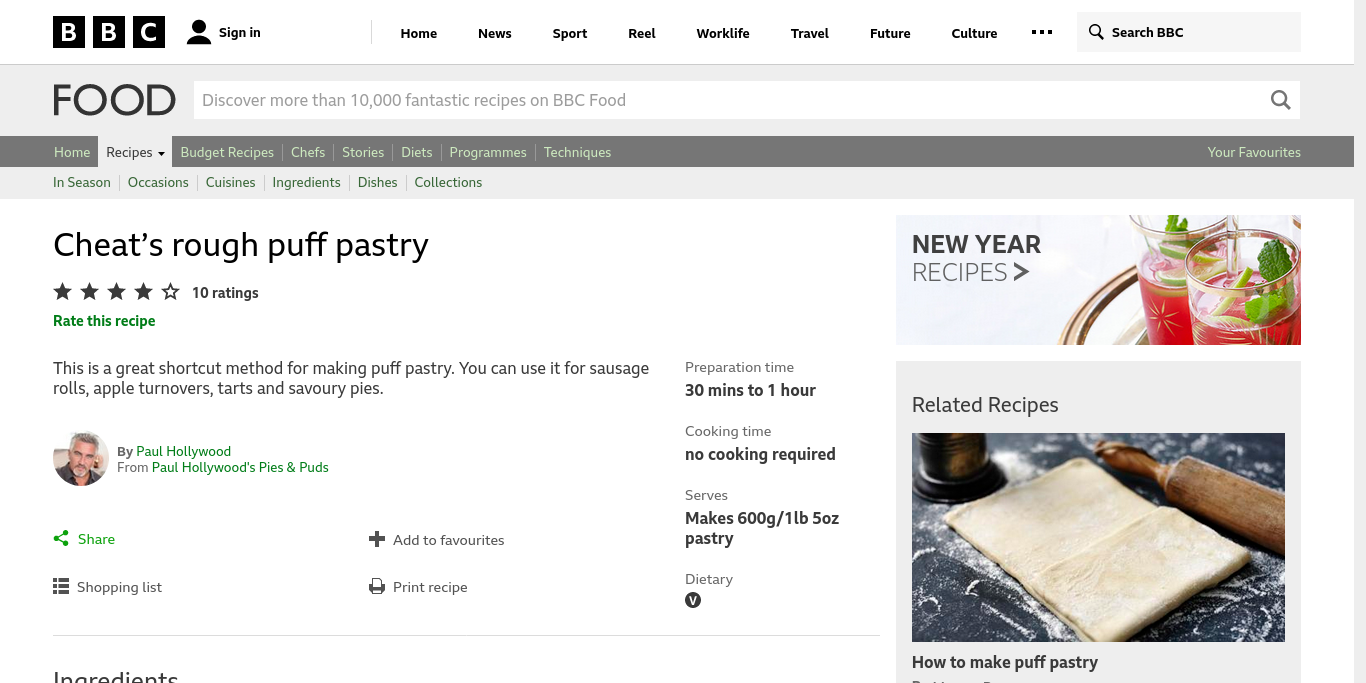 BBC
Sign in
Home
News
Sport
Reel
Worklife
Travel
Future
Culture
Search BBC
FOOD
Discover more than 10,000 fantastic recipes on BBC Food
Home
Recipes
Budget Recipes
Chefs
Stories
Diets
Programmes
Techniques
Your Favourites
In Season
Occasions
Cuisines
Ingredients
Dishes
Collections
Cheat’s rough puff pastry
10 ratings
Rate this recipe
This is a great shortcut method for making puff pastry. You can use it for sausage
rolls, apple turnovers, tarts and savoury pies.
By Paul Hollywood
From Paul Hollywood's Pies & Puds
Share
Add to favourites
Shopping list
Print recipe
Preparation time
30 mins to 1 hour
Cooking time
no cooking required
Serves
Makes 600g/1lb 5oz
pastry
Dietary
V
Ingredients
NEW YEAR
RECIPES >
Related Recipes
How to make puff pastry